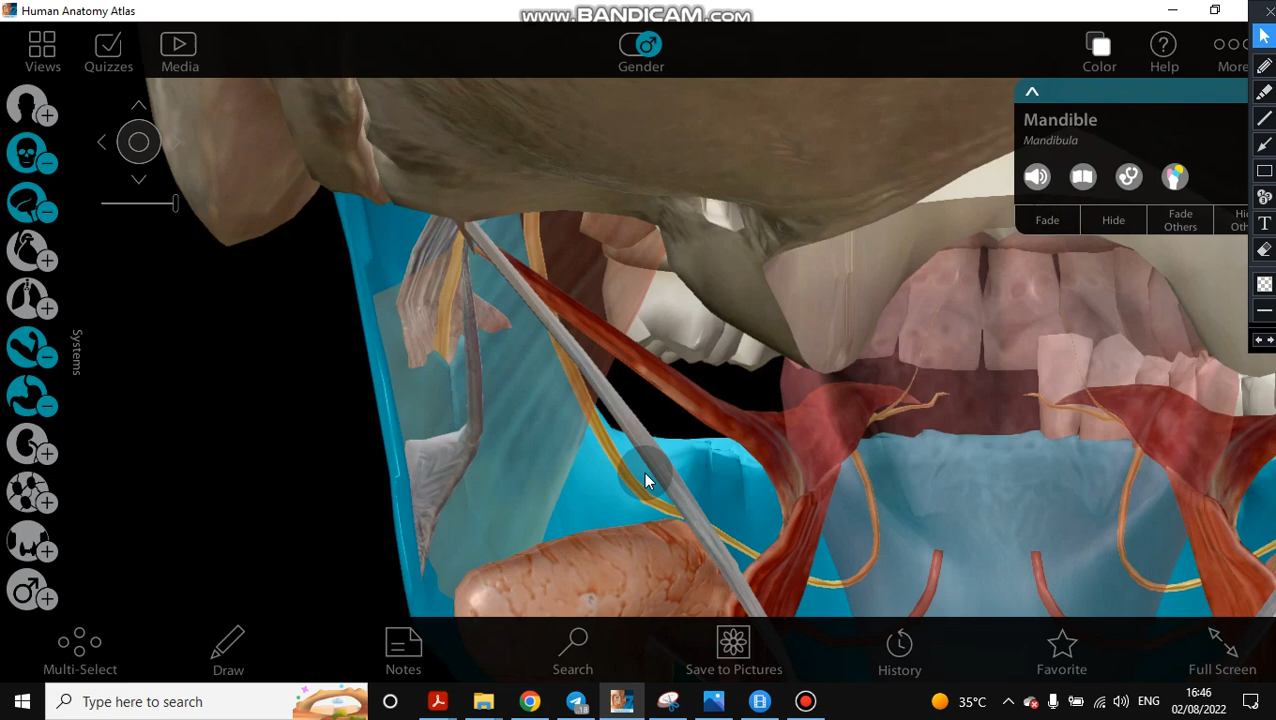 Human Anatomy Atlas
www.BANDICAM.com
Views
Quizzes
Media
Gender
Color
Help
More
Mandible
Mandibula
Fade
Hide
Fade
Others
Systems
T
Multi-Select
Draw
Notes
Search
Save to Pictures
History
Favorite
Full Screen
Type here to search
18
35°C
ENG
16:46
02/08/2022